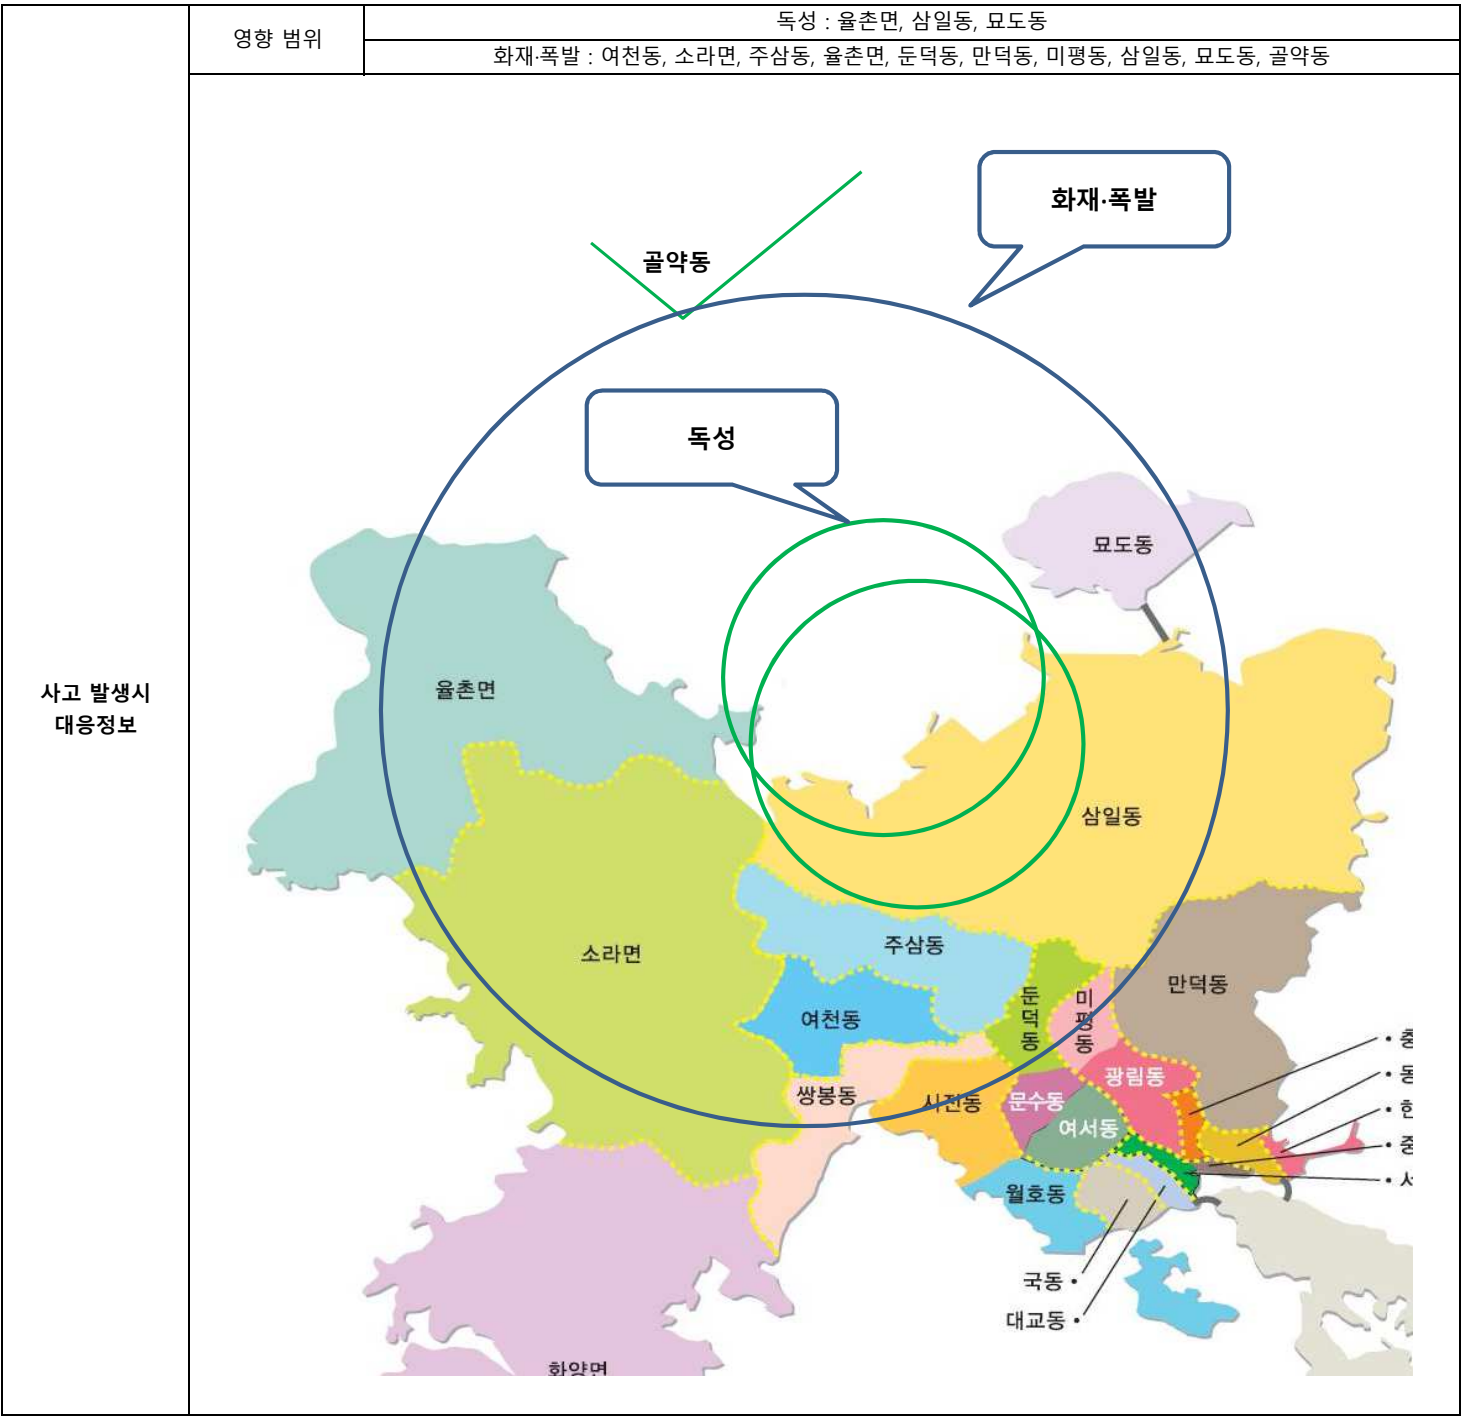 영향 범위
독성 : 율촌면, 삼일동, 묘도동
화재·폭발 : 여천동, 소라면, 주삼동, 율촌면, 둔덕동, 만덕동, 미평동, 삼일동, 묘도동, 골약동
사고 발생시
대응정보
화재·폭발
골약동
독성
묘도동
율촌면
삼일동
소라면
주삼동
만덕동
여천동
둔덕동
미평동
쌍봉동
시전동
문수동
광림동
여서동
월호동
국동
대교동
화양면